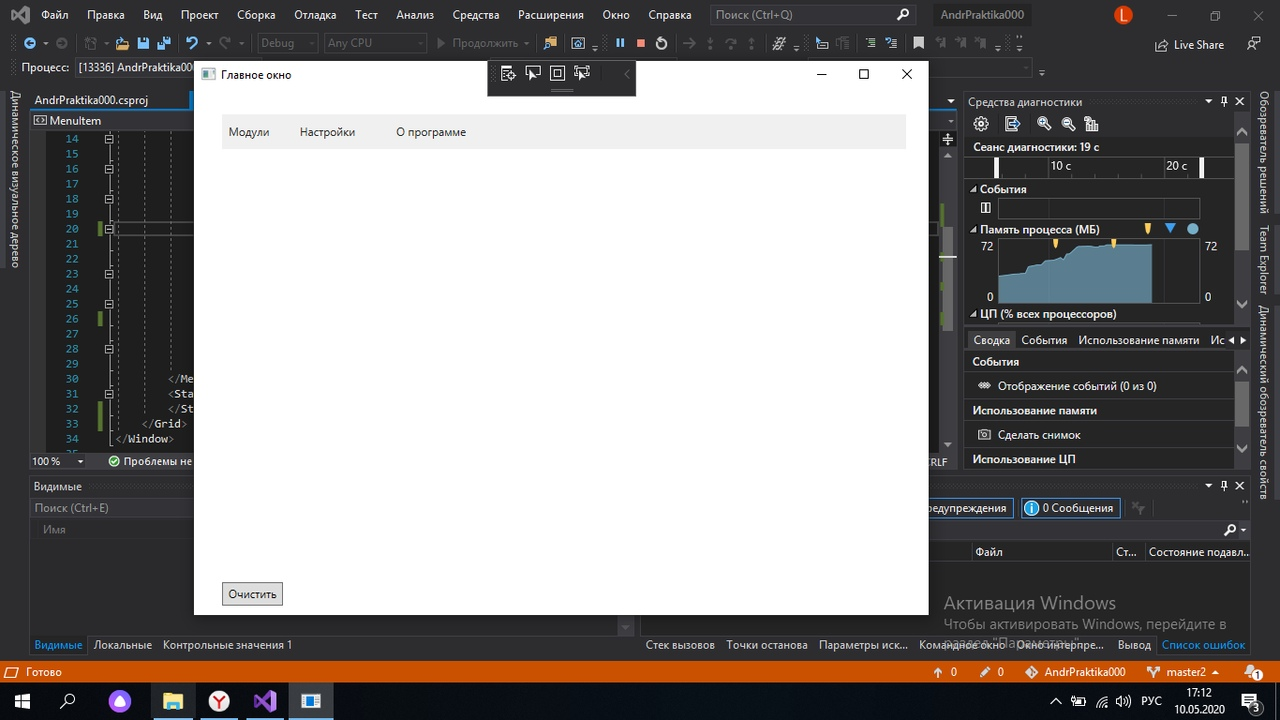 Файл Правка Вид Проект Сборка Отладка Тест Анализ Средства Расширения Окно Справка Поиск (Ctrl+Q) AndrPraktika000 L
Debug Any CPU Продолжить Live Share
Процесс: [13336] AndrPraktika00
Главное окно
Динамическое визуальное дерево
AndrPraktika000.csproj
MenuItem
Модули Настройки О программе
14
15
16
17
18
19
20
21
22
23
24
25
26
27
28
29
30 </Me
31 <Sta
32 </St
33 </Grid>
34 </Window>
100 % Проблемы не
CRLF
Очистить
Средства диагностики
Сеанс диагностики: 19 с
10 с 20 с
События
Память процесса (МБ)
72 72
0 0
ЦП (% всех процессоров)
Сводка События Использование памяти Ис
События
Отображение событий (0 из 0)
Использование памяти
Сделать снимок
Использование ЦП
Обозреватель решений
Team Explorer
Динамический обозреватель свойств
Видимые
Поиск (Ctrl+E)
Имя
Видимые Локальные Контрольные значения 1
редупреждения 0 Сообщения
Файл Ст... Состояние подавл...
Активация Windows
Чтобы активировать Windows, перейдите в
раздел "Параметры".
Стек вызовов Точки останова Параметры иск... Командное окно Окно интерпре... Вывод Список ошибок
Готово 0 0 AndrPraktika000 master2 1
РУС 17:12
10.05.2020 3